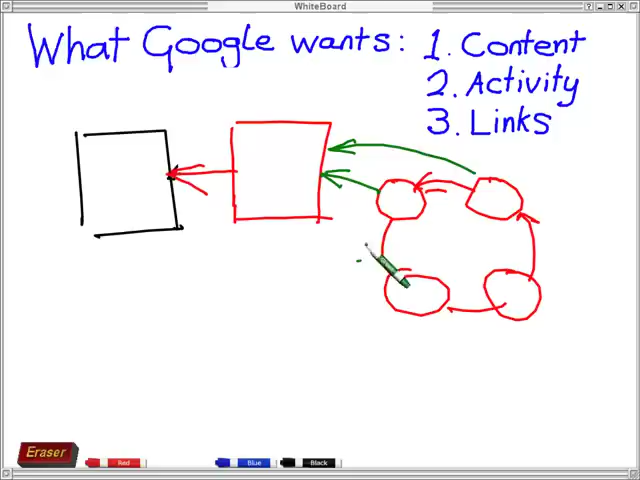 WhiteBoard
What Google wants: 1. Content
2. Activity
3. Links
Eraser
Red
Blue
Black